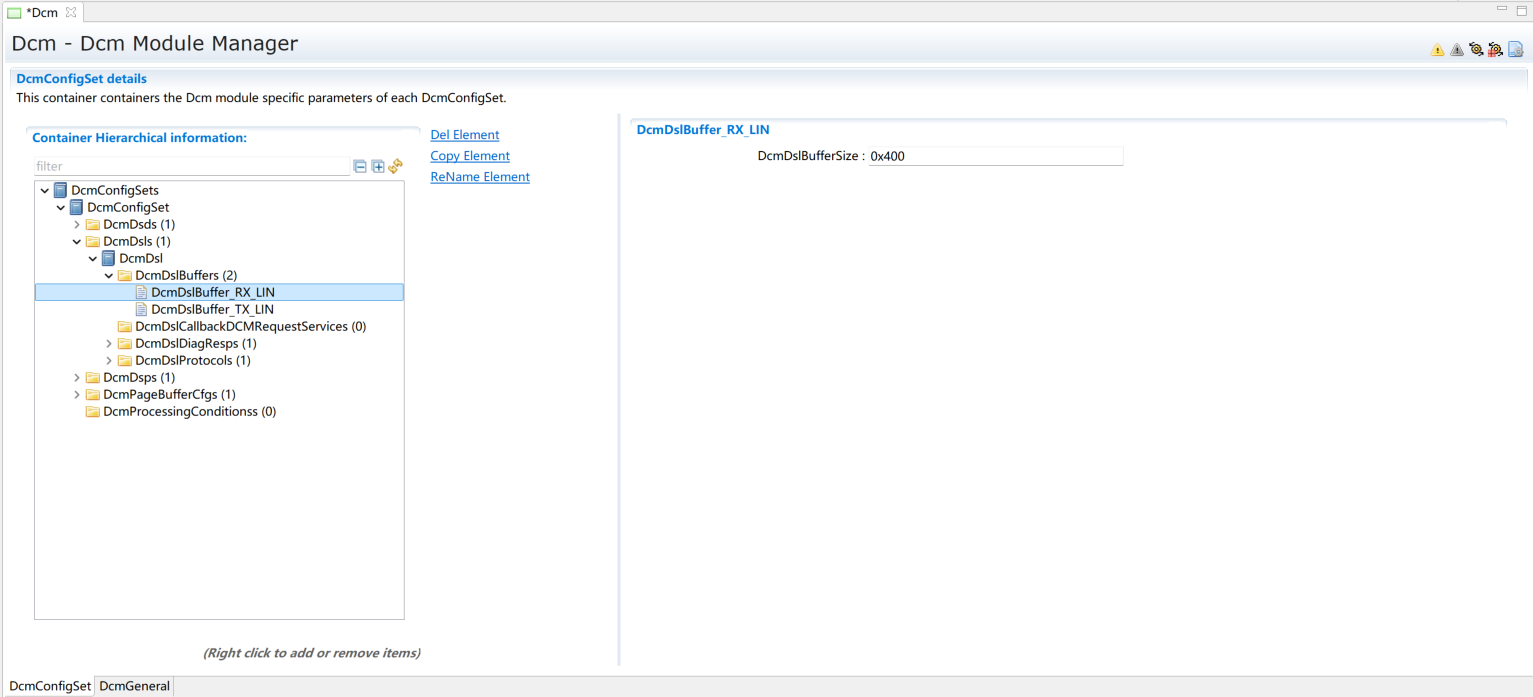 *Dcm
Dcm - Dcm Module Manager
DcmConfigSet details
This container containers the Dcm module specific parameters of each DcmConfigSet.
Container Hierarchical information:
filter
DcmConfigSets
DcmConfigSet
DcmDsds (1)
DcmDsls (1)
DcmDsl
DcmDslBuffers (2)
DcmDslBuffer_RX_LIN
DcmDslBuffer_TX_LIN
DcmDslCallbackDCMRequestServices (0)
DcmDslDiagResps (1)
DcmDslProtocols (1)
DcmDsps (1)
DcmPageBufferCfgs (1)
DcmProcessingConditionss (0)
(Right click to add or remove items)
Del Element
Copy Element
ReName Element
DcmDslBuffer_RX_LIN
DcmDslBufferSize : 0x400
DcmConfigSet DcmGeneral